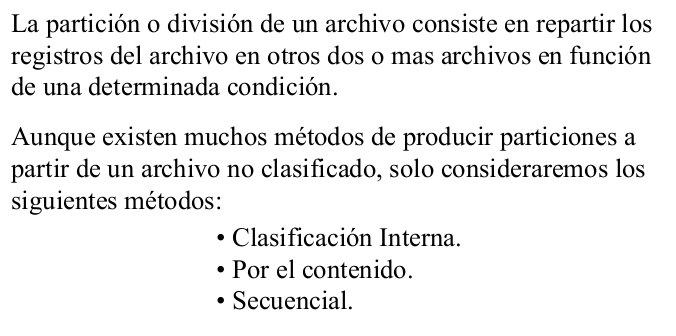 La partición o división de un archivo consiste en repartir los
registros del archivo en otros dos o mas archivos en función
de una determinada condición.
Aunque existen muchos métodos de producir particiones a
partir de un archivo no clasificado, solo consideraremos los
siguientes métodos:
• Clasificación Interna.
• Por el contenido.
• Secuencial.